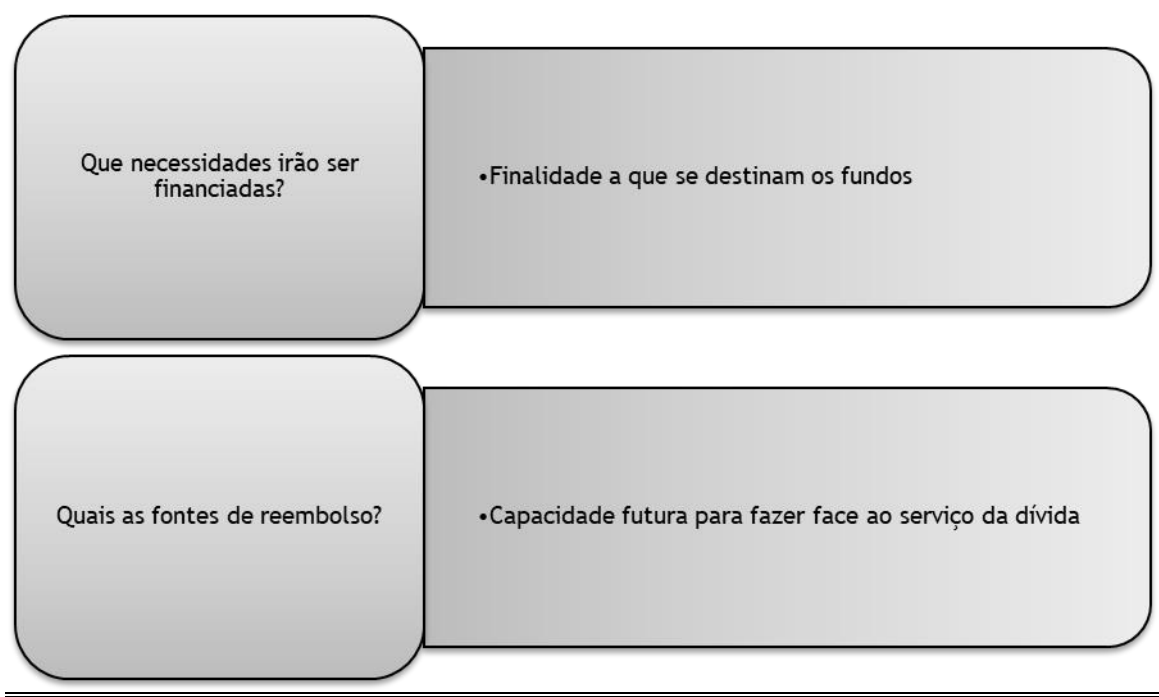 Que necessidades irão ser
financiadas?
•Finalidade a que se destinam os fundos
Quais as fontes de reembolso?
•Capacidade futura para fazer face ao serviço da dívida